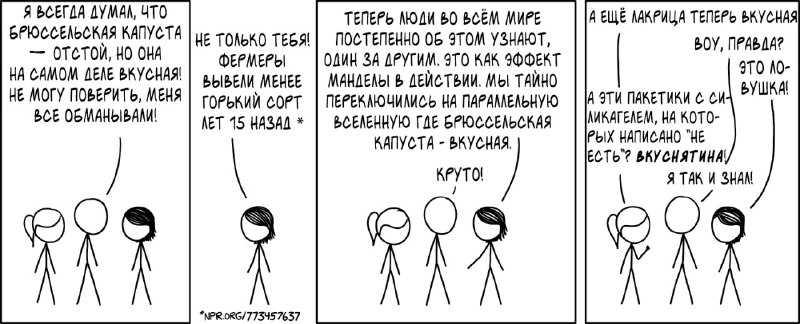 Я ВСЕГДА ДУМАЛ, ЧТО
БРЮССЕЛЬСКАЯ КАПУСТА
— ОТСТОЙ, НО ОНА
НА САМОМ ДЕЛЕ ВКУСНАЯ!
НЕ МОГУ ПОВЕРИТЬ, МЕНЯ
ВСЕ ОБМАНЫВАЛИ!
НЕ ТОЛЬКО ТЕБЯ!
ФЕРМЕРЫ
ВЫВЕЛИ МЕНЕЕ
ГОРЬКИЙ СОРТ
ЛЕТ 15 НАЗАД *
*NPR.ORG/773457637
ТЕПЕРЬ ЛЮДИ ВО ВСЁМ МИРЕ
ПОСТЕПЕННО ОБ ЭТОМ УЗНАЮТ,
ОДИН ЗА ДРУГИМ. ЭТО КАК ЭФФЕКТ
МАНДЕЛЫ В ДЕЙСТВИИ. МЫ ТАЙНО
ПЕРЕКЛЮЧИЛИСЬ НА ПАРАЛЛЕЛЬНУЮ
ВСЕЛЕННУЮ ГДЕ БРЮССЕЛЬСКАЯ
КАПУСТА - ВКУСНАЯ.
КРУТО!
А ЕЩЁ ЛАКРИЦА ТЕПЕРЬ ВКУСНАЯ
ВОУ, ПРАВДА?
ЭТО ЛО-
ВУШКА!
А ЭТИ ПАКЕТИКИ С СИ-
ЛИКАГЕЛЕМ, НА КОТО-
РЫХ НАПИСАНО "НЕ
ЕСТЬ"? ВКУСНЯТИНА!
Я ТАК И ЗНАЛ!